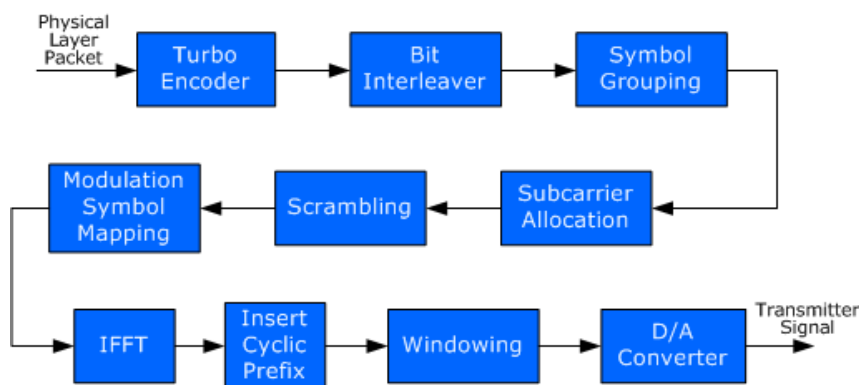 Physical
Layer
Packet
Turbo
Encoder
Bit
Interleaver
Symbol
Grouping
Modulation
Symbol
Mapping
Scrambling
Subcarrier
Allocation
IFFT
Insert
Cyclic
Prefix
Windowing
D/A
Converter
Transmitter
Signal